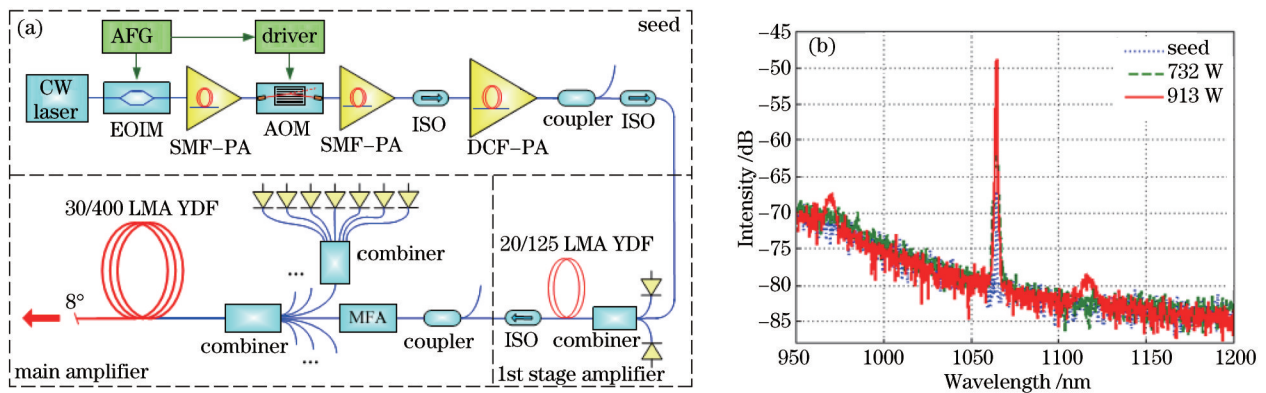 (a)
seed
AFG
driver
CW
laser
EOIM
SMF-PA
AOM
SMF-PA
ISO
DCF-PA
coupler
ISO
30/400 LMA YDF
combiner
...
8°
combiner
...
MFA
coupler
main amplifier
20/125 LMA YDF
ISO
combiner
1st stage amplifier
(b)
seed
732 W
913 W
Intensity /dB
-45
-50
-55
-60
-65
-70
-75
-80
-85
950
1000
1050
1100
1150
1200
Wavelength /nm